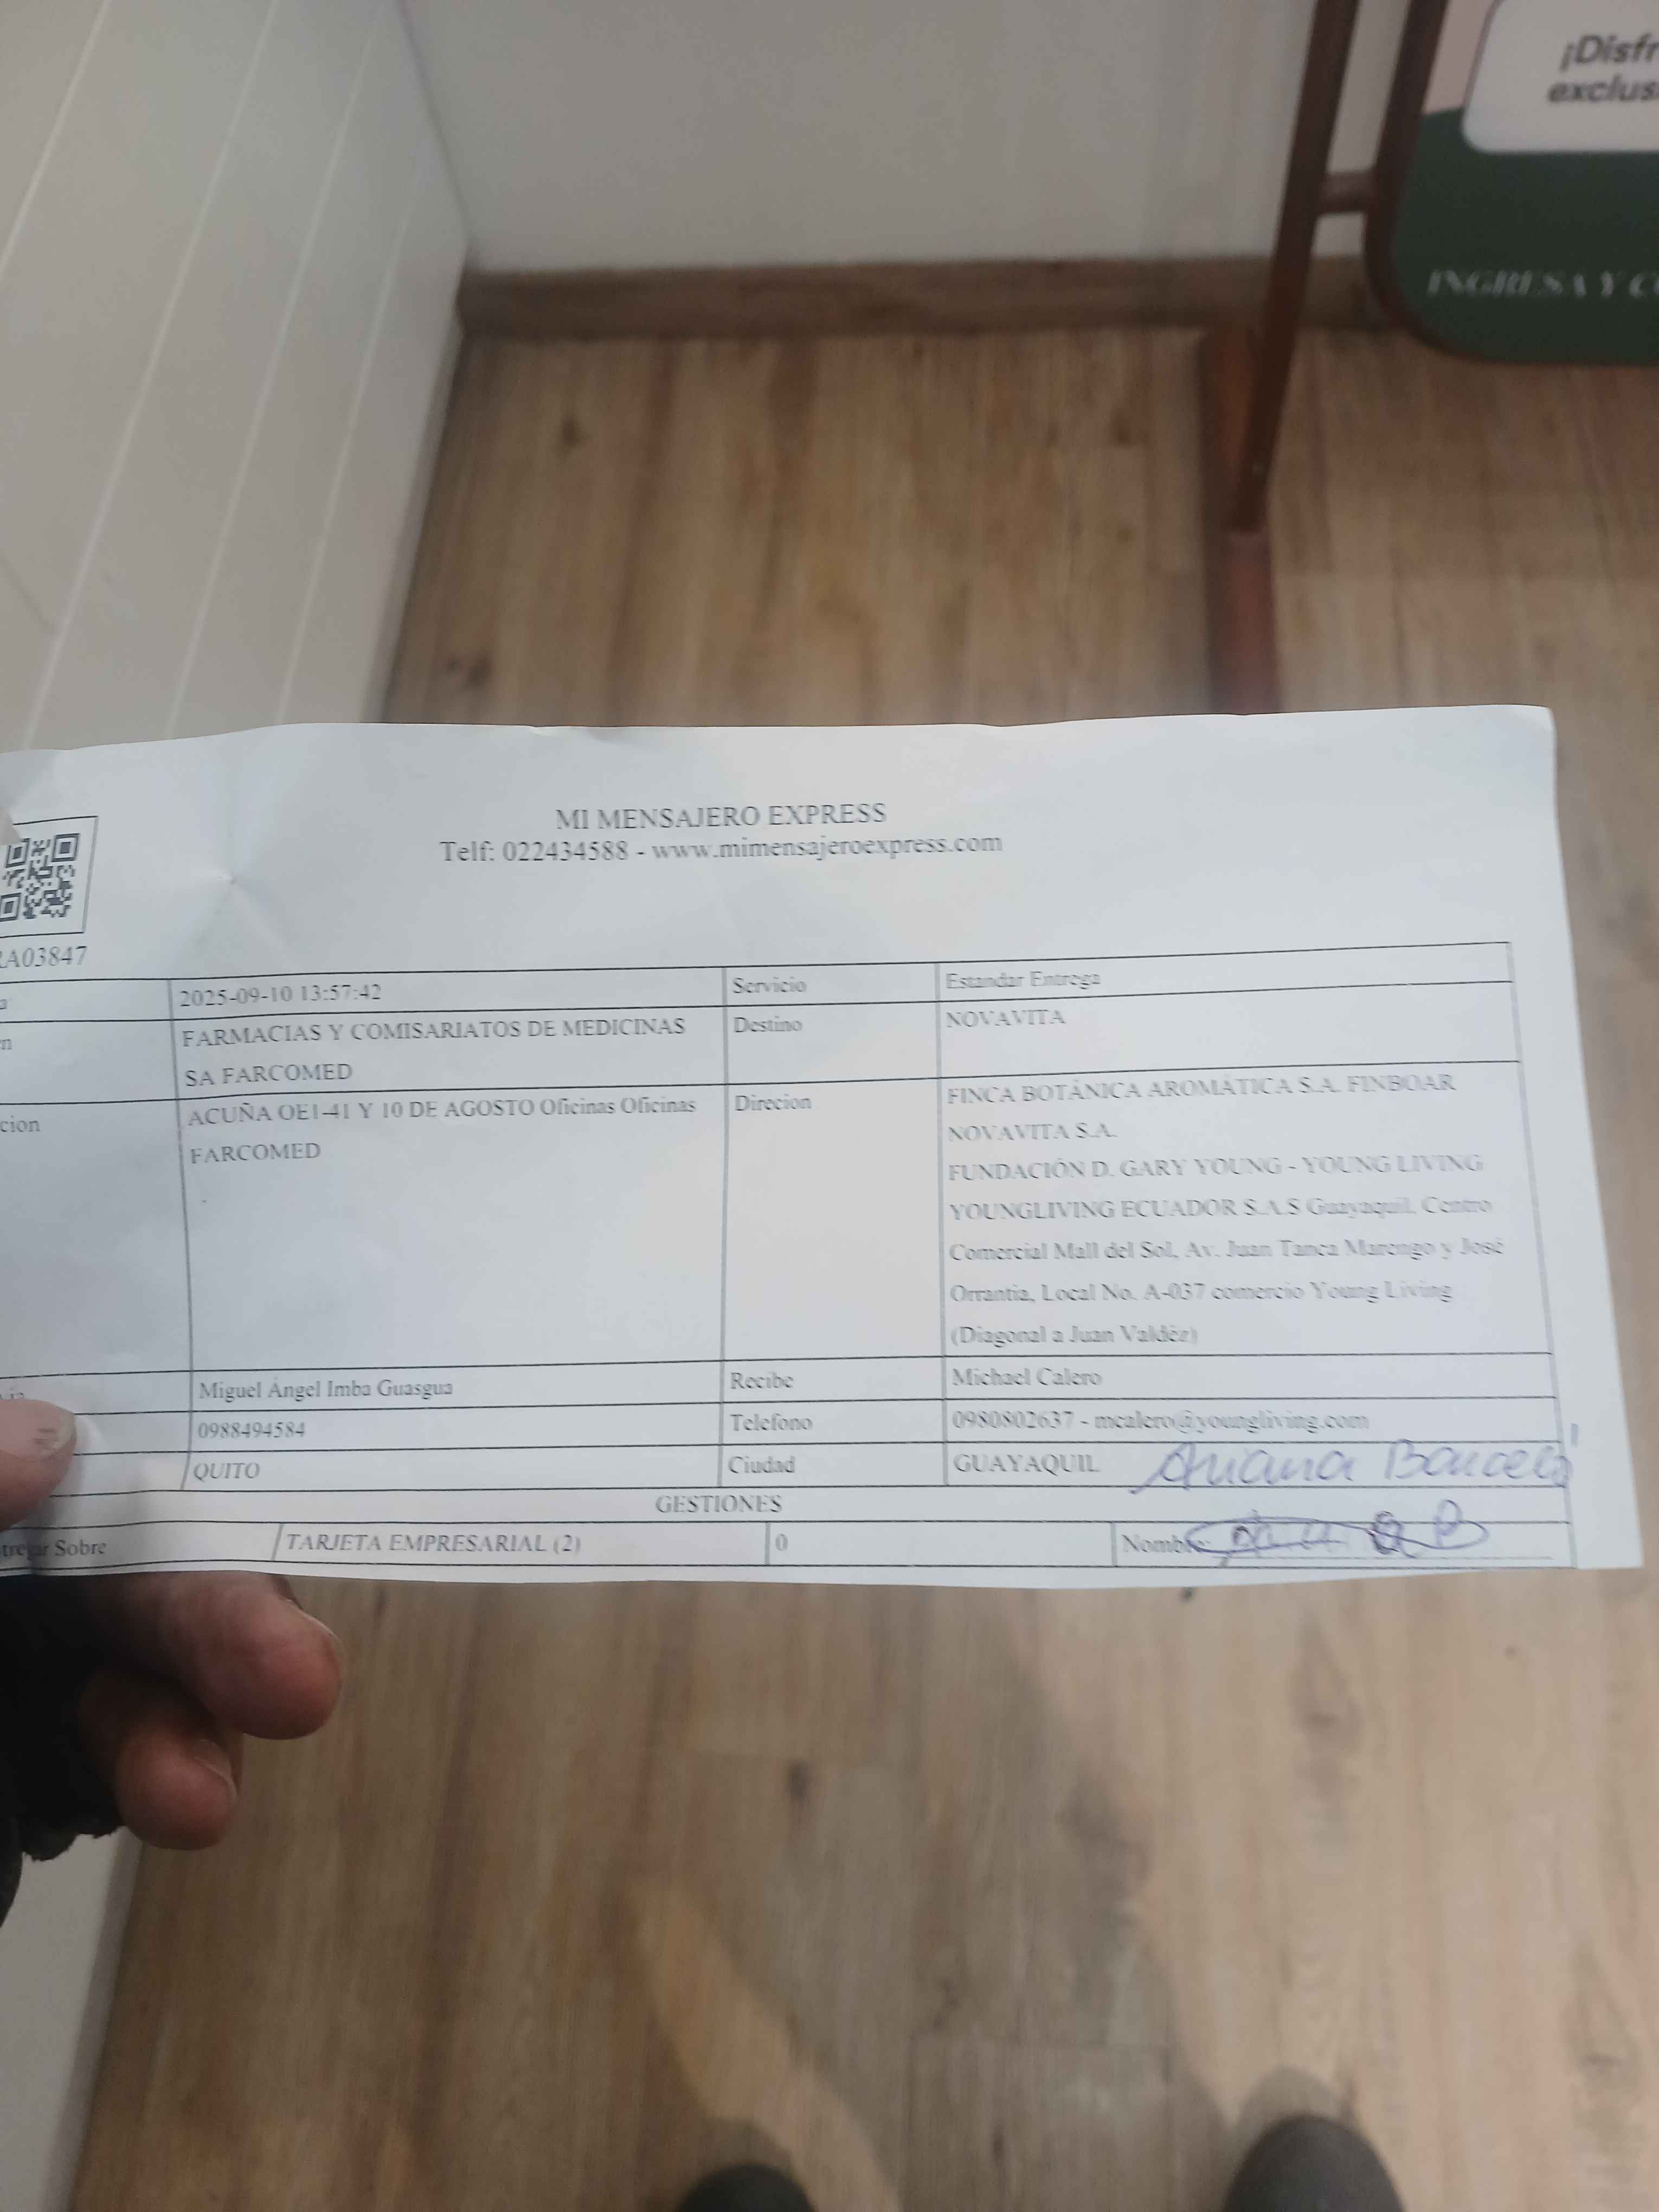 ¡Disfr
exclus
INGRESA Y C
MI MENSAJERO EXPRESS
Telf: 022434588 - www.mimensajeroexpress.com
RA03847
a 2025-09-10 13:57:42 Servicio Estandar Entrega
n FARMACIAS Y COMISARIATOS DE MEDICINAS Destino NOVAVITA
SA FARCOMED
cion ACUÑA OE1-41 Y 10 DE AGOSTO Oficinas Oficinas Direcion FINCA BOTÁNICA AROMÁTICA S.A. FINBOAR
FARCOMED NOVAVITA S.A.
FUNDACIÓN D. GARY YOUNG - YOUNG LIVING
YOUNGLIVING ECUADOR S.A.S Guayaquil, Centro
Comercial Mall del Sol, Av. Juan Tanca Marengo y José
Orrantia, Local No. A-037 comercio Young Living
(Diagonal a Juan Valdéz)
Miguel Ángel Imba Guasgua Recibe Michael Calero
0988494584 Telefono 0980802637 - mcalero@youngliving.com
QUITO Ciudad GUAYAQUIL Ariana
GESTIONES
tregar Sobre TARJETA EMPRESARIAL (2) 0 Nombre